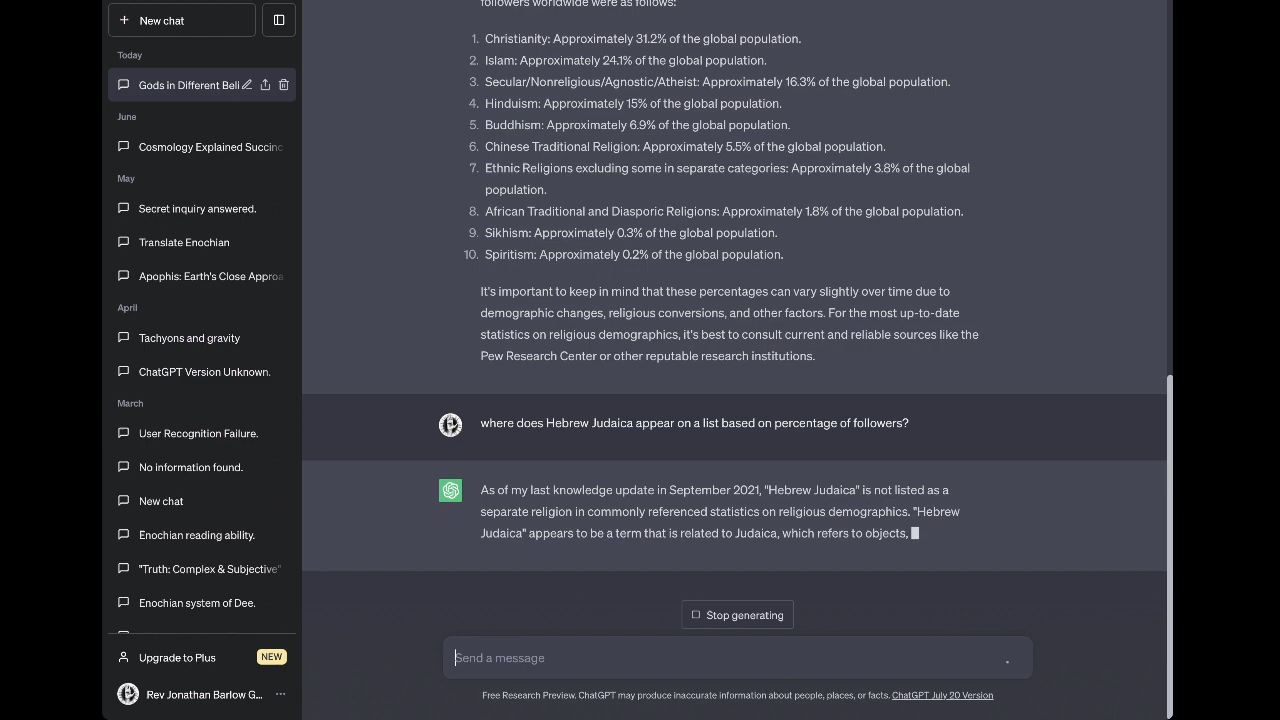 New chat
Today
Gods in Different Beli
June
Cosmology Explained Succinc
May
Secret inquiry answered.
Translate Enochian
Apophis: Earth's Close Approa
April
Tachyons and gravity
ChatGPT Version Unknown.
March
User Recognition Failure.
No information found.
New chat
Enochian reading ability.
"Truth: Complex & Subjective"
Enochian system of Dee.
Upgrade to Plus NEW
Rev Jonathan Barlow G...
followers worldwide were as follows:
1. Christianity: Approximately 31.2% of the global population.
2. Islam: Approximately 24.1% of the global population.
3. Secular/Nonreligious/Agnostic/Atheist: Approximately 16.3% of the global population.
4. Hinduism: Approximately 15% of the global population.
5. Buddhism: Approximately 6.9% of the global population.
6. Chinese Traditional Religion: Approximately 5.5% of the global population.
7. Ethnic Religions excluding some in separate categories: Approximately 3.8% of the global
population.
8. African Traditional and Diasporic Religions: Approximately 1.8% of the global population.
9. Sikhism: Approximately 0.3% of the global population.
10. Spiritism: Approximately 0.2% of the global population.
It's important to keep in mind that these percentages can vary slightly over time due to
demographic changes, religious conversions, and other factors. For the most up-to-date
statistics on religious demographics, it's best to consult current and reliable sources like the
Pew Research Center or other reputable research institutions.
where does Hebrew Judaica appear on a list based on percentage of followers?
As of my last knowledge update in September 2021, "Hebrew Judaica" is not listed as a
separate religion in commonly referenced statistics on religious demographics. "Hebrew
Judaica" appears to be a term that is related to Judaica, which refers to objects,
Stop generating
Send a message
Free Research Preview. ChatGPT may produce inaccurate information about people, places, or facts. ChatGPT July 20 Version